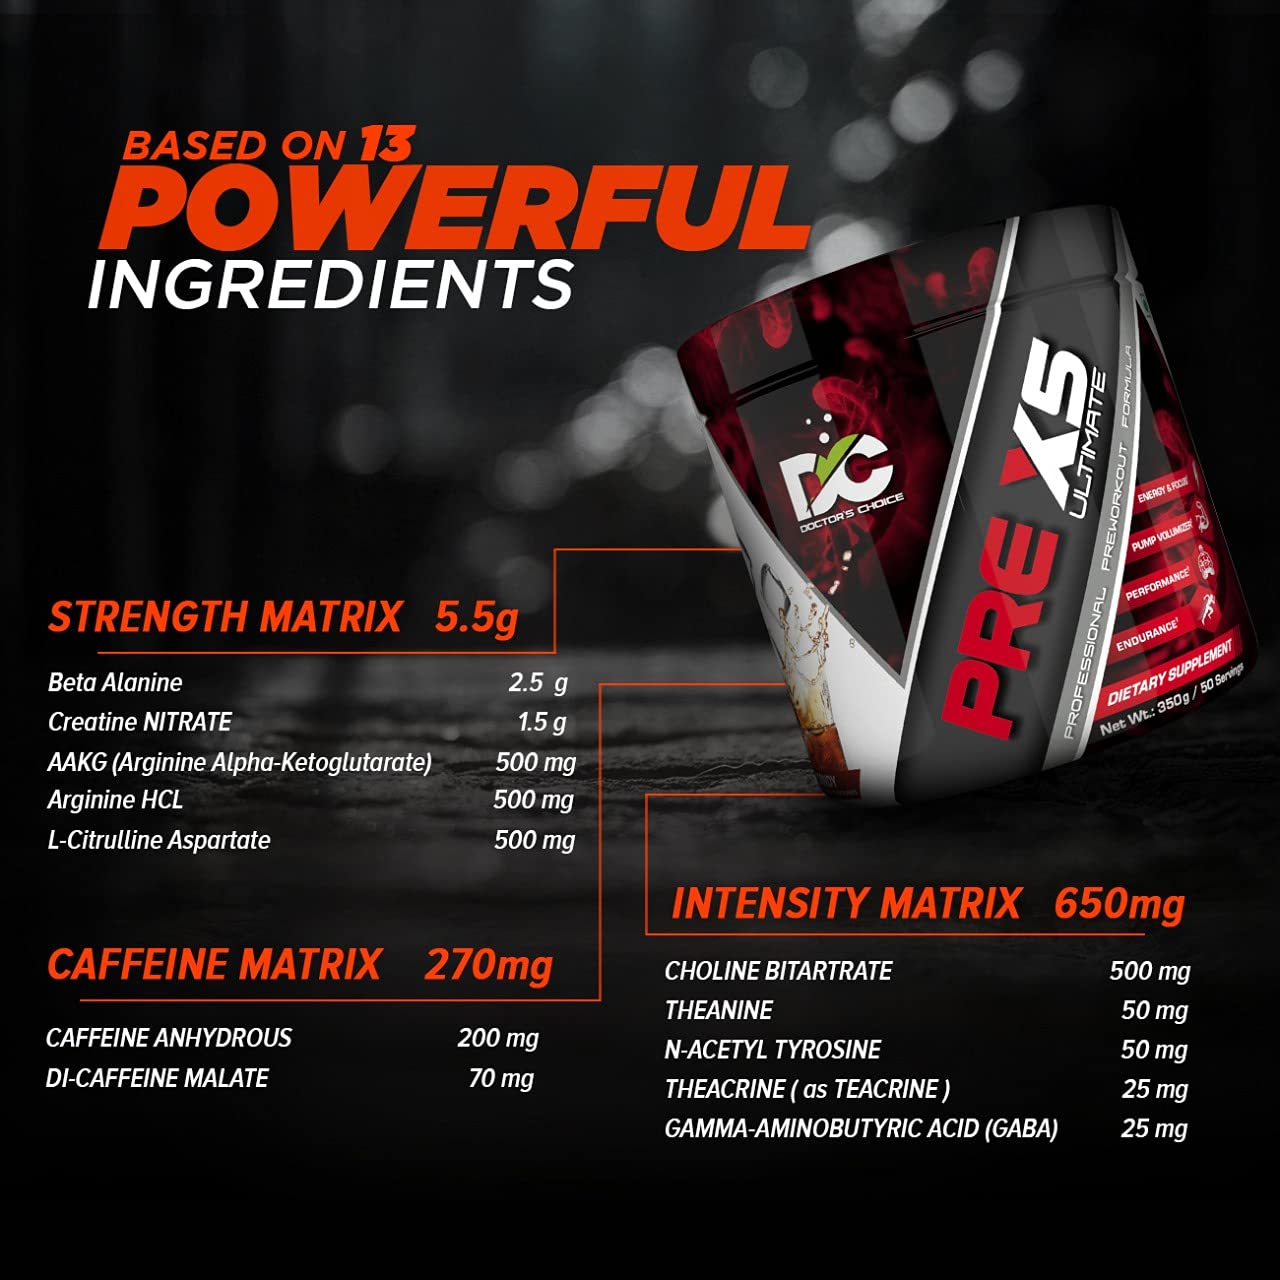 BASED ON 13
POWERFUL
INGREDIENTS
DC
DOCTOR'S CHOICE
PRE X5
ULTIMATE
PROFESSIONAL PREWORKOUT FORMULA
ENERGY & FOCUS
PUMP VOLUMIZER
PERFORMANCE
ENDURANCE
DIETARY SUPPLEMENT
Net Wt.: 350g / 50 Servings
STRENGTH MATRIX 5.5g
Beta Alanine 2.5 g
Creatine NITRATE 1.5 g
AAKG (Arginine Alpha-Ketoglutarate) 500 mg
Arginine HCL 500 mg
L-Citrulline Aspartate 500 mg
CAFFEINE MATRIX 270mg
CAFFEINE ANHYDROUS 200 mg
DI-CAFFEINE MALATE 70 mg
INTENSITY MATRIX 650mg
CHOLINE BITARTRATE 500 mg
THEANINE 50 mg
N-ACETYL TYROSINE 50 mg
THEACRINE ( as TEACRINE ) 25 mg
GAMMA-AMINOBUTYRIC ACID (GABA) 25 mg